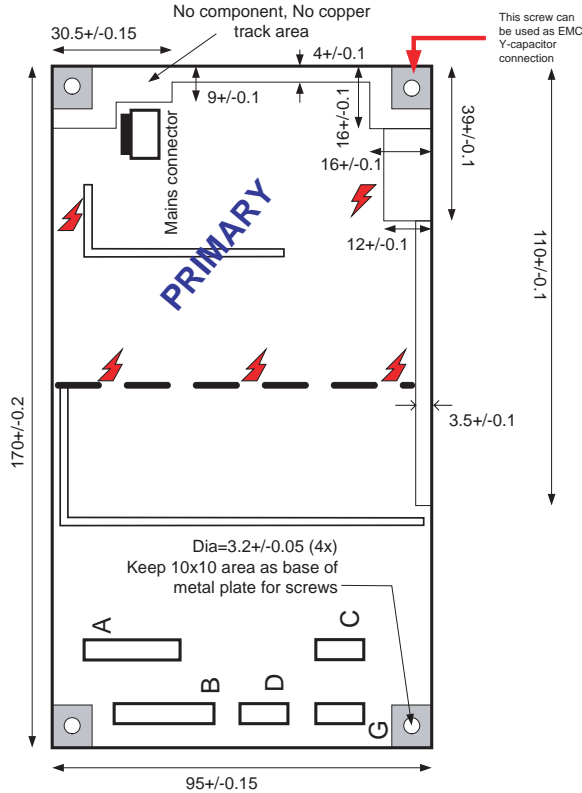 No component, No copper
track area
This screw can
be used as EMC
Y-capacitor
connection
30.5+/-0.15
4+/-0.1
9+/-0.1
16+/-0.1
39+/-0.1
16+/-0.1
Mains connector
PRIMARY
12+/-0.1
110+/-0.1
170+/-0.2
3.5+/-0.1
Dia=3.2+/-0.05 (4x)
Keep 10x10 area as base of
metal plate for screws
A
C
B
D
G
95+/-0.15